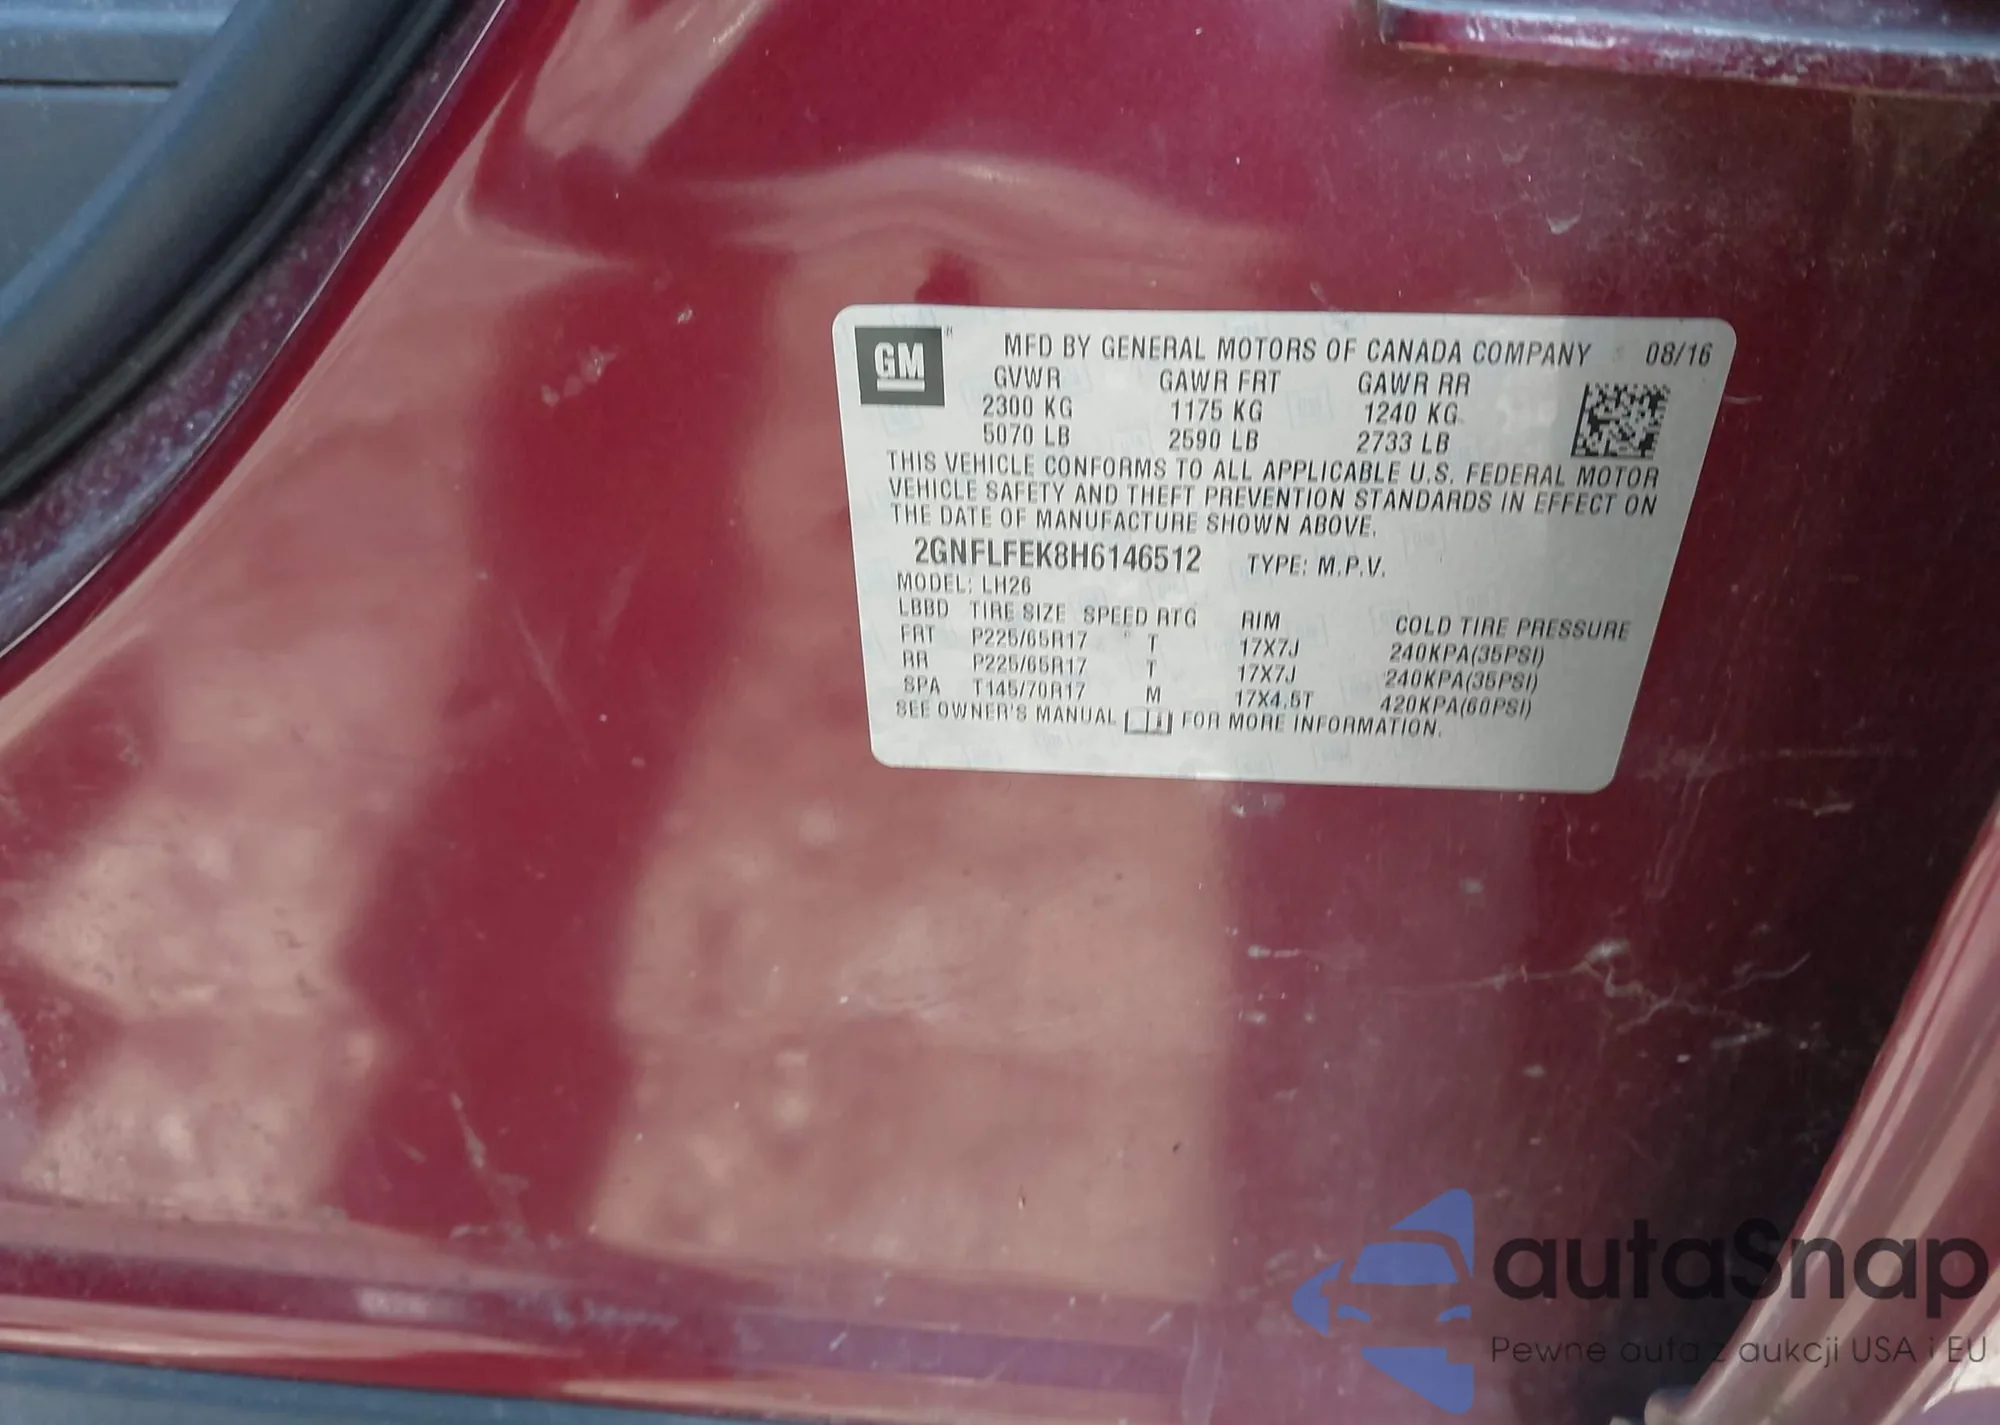 GM
MFD BY GENERAL MOTORS OF CANADA COMPANY 08/16
GVWR GAWR FRT GAWR RR
2300 KG 1175 KG 1240 KG
5070 LB 2590 LB 2733 LB
THIS VEHICLE CONFORMS TO ALL APPLICABLE U.S. FEDERAL MOTOR
VEHICLE SAFETY AND THEFT PREVENTION STANDARDS IN EFFECT ON
THE DATE OF MANUFACTURE SHOWN ABOVE.
2GNFLFEK8H6146512 TYPE: M.P.V.
MODEL: LH26
LBBD TIRE SIZE SPEED RTG RIM COLD TIRE PRESSURE
FRT P225/65R17 T 17X7J 240KPA(35PSI)
RR P225/65R17 T 17X7J 240KPA(35PSI)
SPA T145/70R17 M 17X4.5T 420KPA(60PSI)
SEE OWNER'S MANUAL FOR MORE INFORMATION.
autaSnap
Pewne auta z aukcji USA i EU